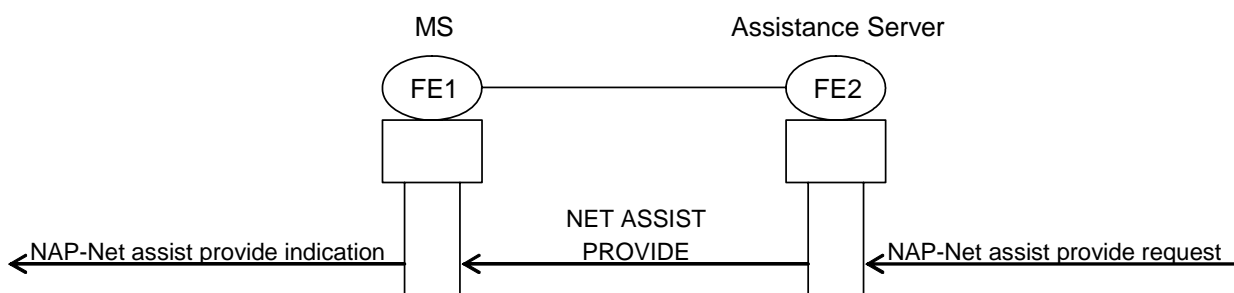 MS
Assistance Server
FE1
FE2
NET ASSIST
NAP-Net assist provide indication
PROVIDE
NAP-Net assist provide request